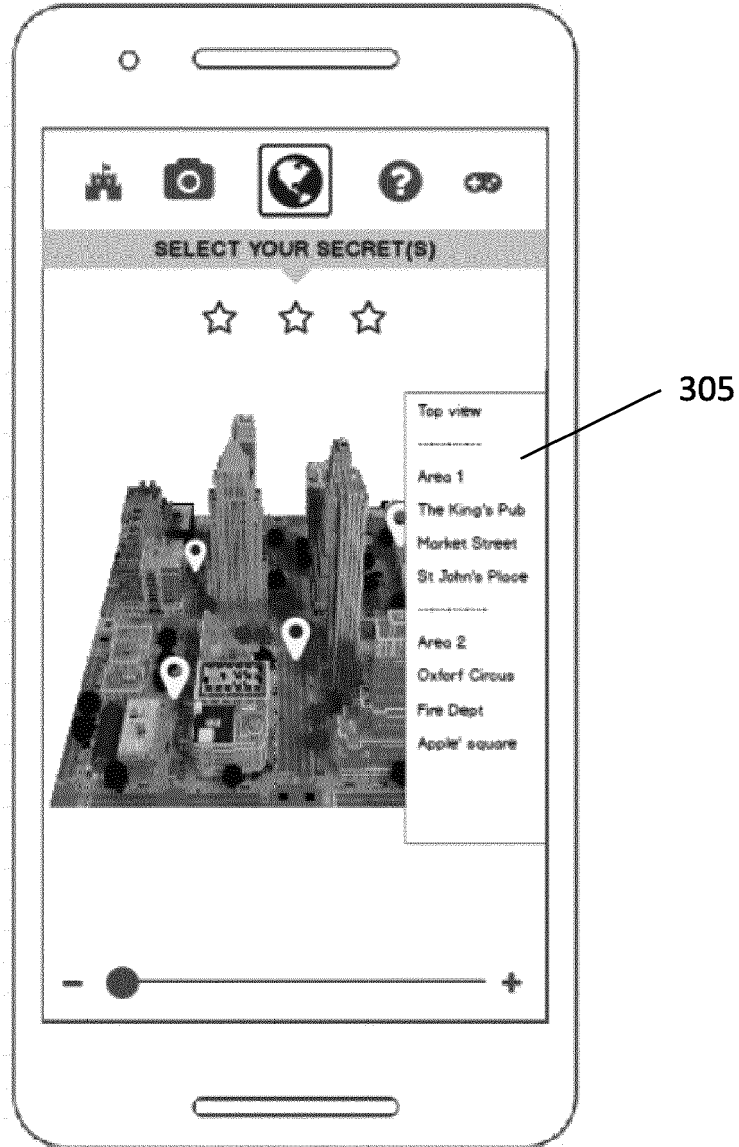 SELECT YOUR SECRET(S)
305
Top view
Area 1
The King's Pub
Market Street
St John's Place
Area 2
Oxforf Circus
Fire Dept
Apple' square